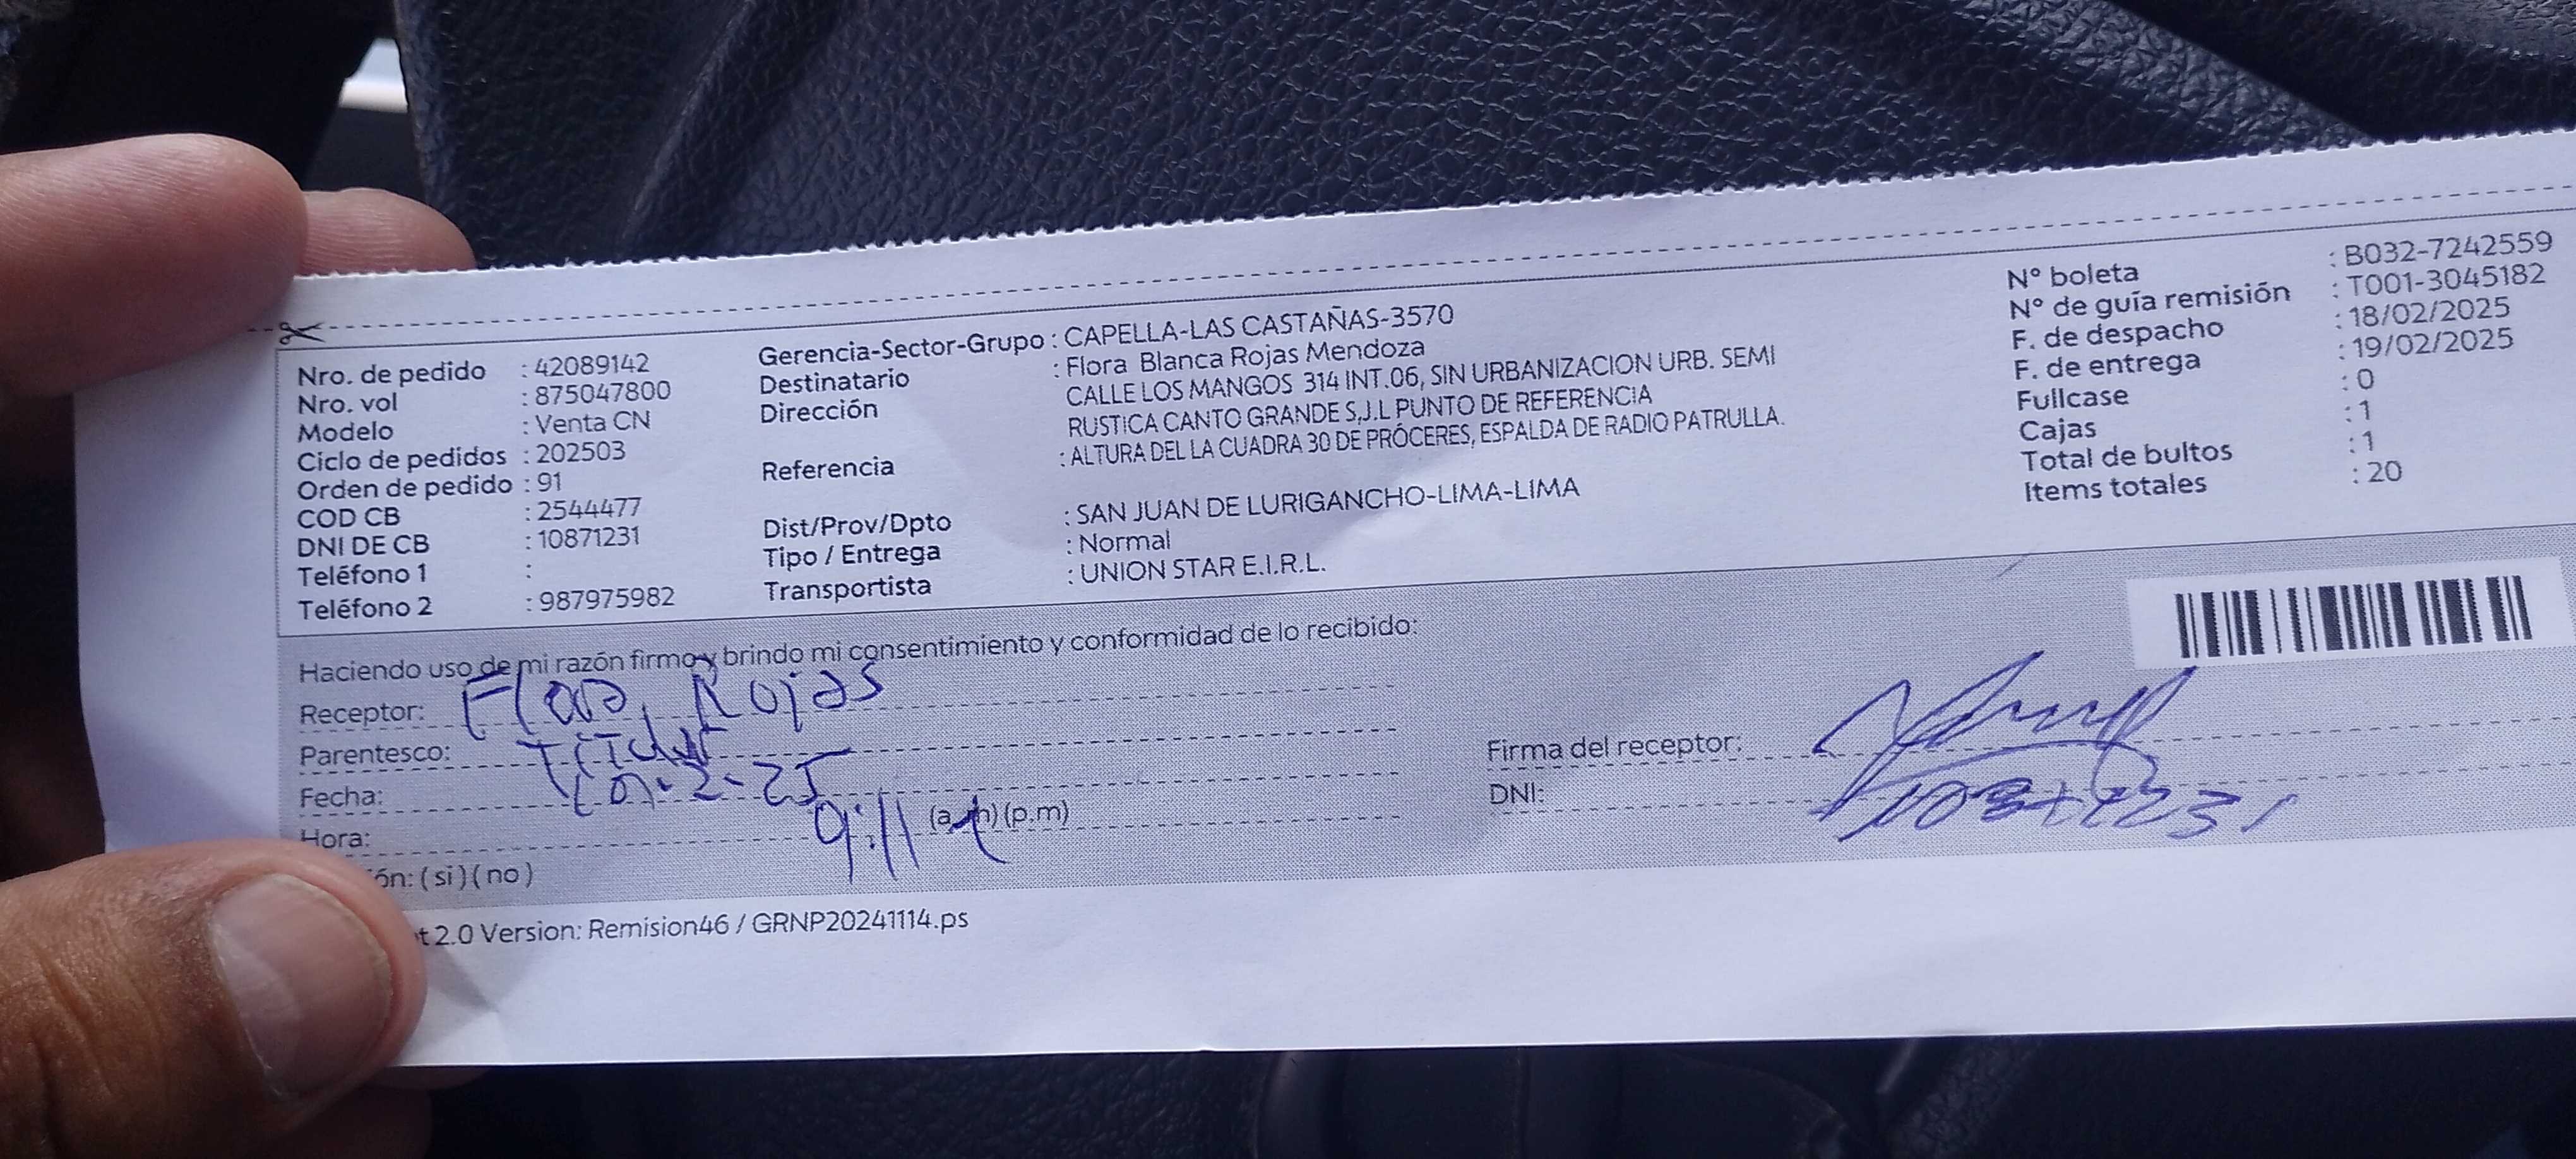 Nro. de pedido : 42089142
Nro. vol : 875047800
Modelo : Venta CN
Ciclo de pedidos : 202503
Orden de pedido : 91
COD CB : 2544477
DNI DE CB : 10871231
Teléfono 1 :
Teléfono 2 : 987975982
Gerencia-Sector-Grupo : CAPELLA-LAS CASTAÑAS-3570
Destinatario : Flora Blanca Rojas Mendoza
Dirección CALLE LOS MANGOS 314 INT.06, SIN URBANIZACION URB. SEMI
RUSTICA CANTO GRANDE S,J.L PUNTO DE REFERENCIA
Referencia : ALTURA DEL LA CUADRA 30 DE PRÓCERES, ESPALDA DE RADIO PATRULLA.
Dist/Prov/Dpto : SAN JUAN DE LURIGANCHO-LIMA-LIMA
Tipo / Entrega : Normal
Transportista : UNION STAR E.I.R.L.
N° boleta : B032-7242559
N° de guía remisión : T001-3045182
F. de despacho : 18/02/2025
F. de entrega : 19/02/2025
Fullcase : 0
Cajas : 1
Total de bultos : 1
Items totales : 20
Haciendo uso de mi razón firmo y brindo mi consentimiento y conformidad de lo recibido:
Receptor: Flora Rojas
Parentesco: Titular
Fecha: 19-2-25
Hora: 9:11 (a.m) (p.m)
ón: ( si ) ( no )
Firma del receptor:
DNI: 10871231
t 2.0 Version: Remision46 / GRNP20241114.ps